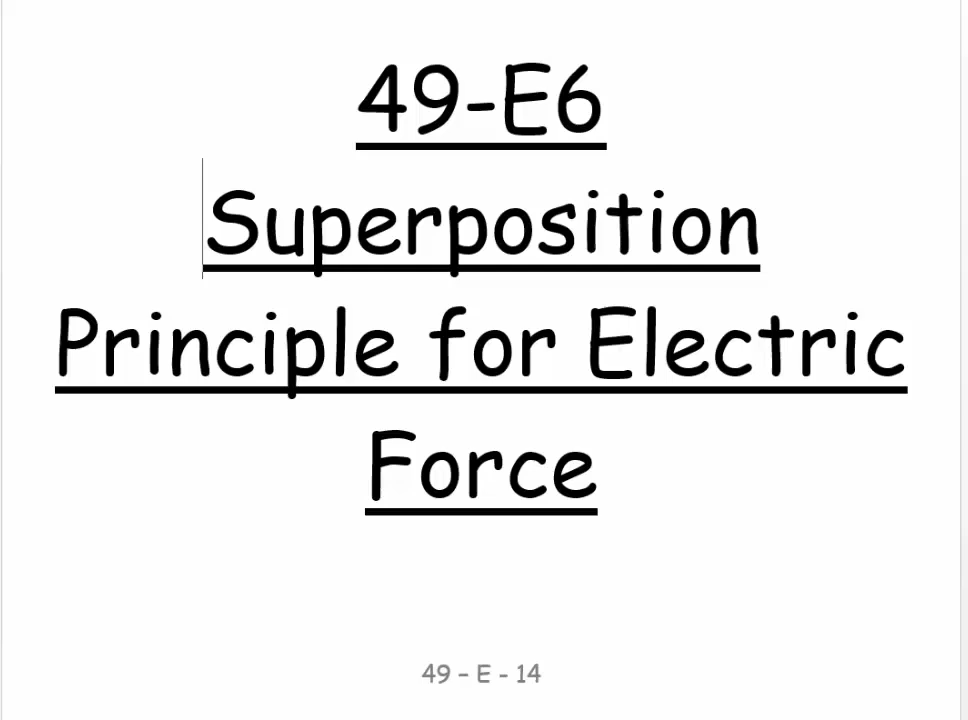 49-E6
Superposition
Principle for Electric
Force
49 – E - 14